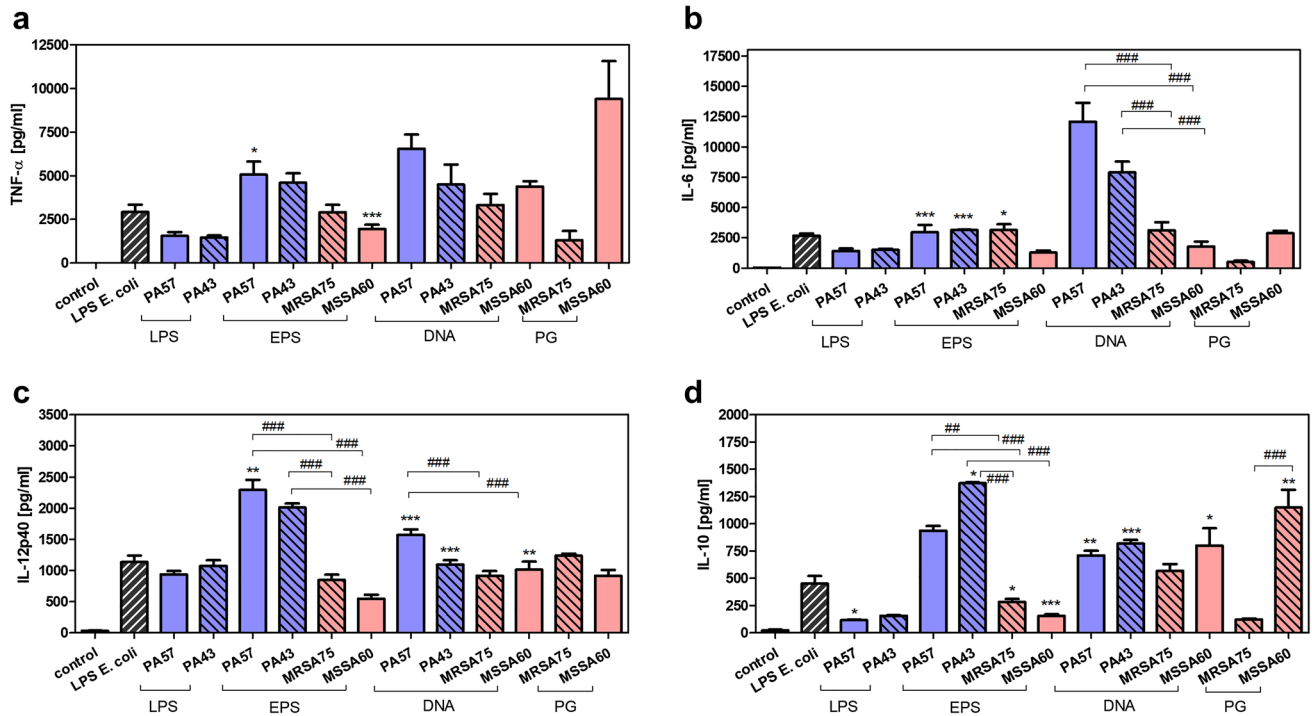 a
TNF-α [pg/ml]
12500
10000
7500
5000
2500
0
*
***
control
LPS E. coli
PA57
PA43
PA57
PA43
MRSA75
MSSA60
PA57
PA43
MRSA75
MSSA60
MRSA75
MSSA60
LPS
EPS
DNA
PG
b
IL-6 [pg/ml]
17500
15000
12500
10000
7500
5000
2500
0
###
###
###
###
***
***
*
control
LPS E. coli
PA57
PA43
PA57
PA43
MRSA75
MSSA60
PA57
PA43
MRSA75
MSSA60
MRSA75
MSSA60
LPS
EPS
DNA
PG
c
IL-12p40 [pg/ml]
3500
3000
2500
2000
1500
1000
500
0
###
###
###
###
###
###
**
***
***
**
control
LPS E. coli
PA57
PA43
PA57
PA43
MRSA75
MSSA60
PA57
PA43
MRSA75
MSSA60
MRSA75
MSSA60
LPS
EPS
DNA
PG
d
IL-10 [pg/ml]
2000
1750
1500
1250
1000
750
500
250
0
##
###
###
###
###
*
*
*
***
**
***
*
**
control
LPS E. coli
PA57
PA43
PA57
PA43
MRSA75
MSSA60
PA57
PA43
MRSA75
MSSA60
MRSA75
MSSA60
LPS
EPS
DNA
PG